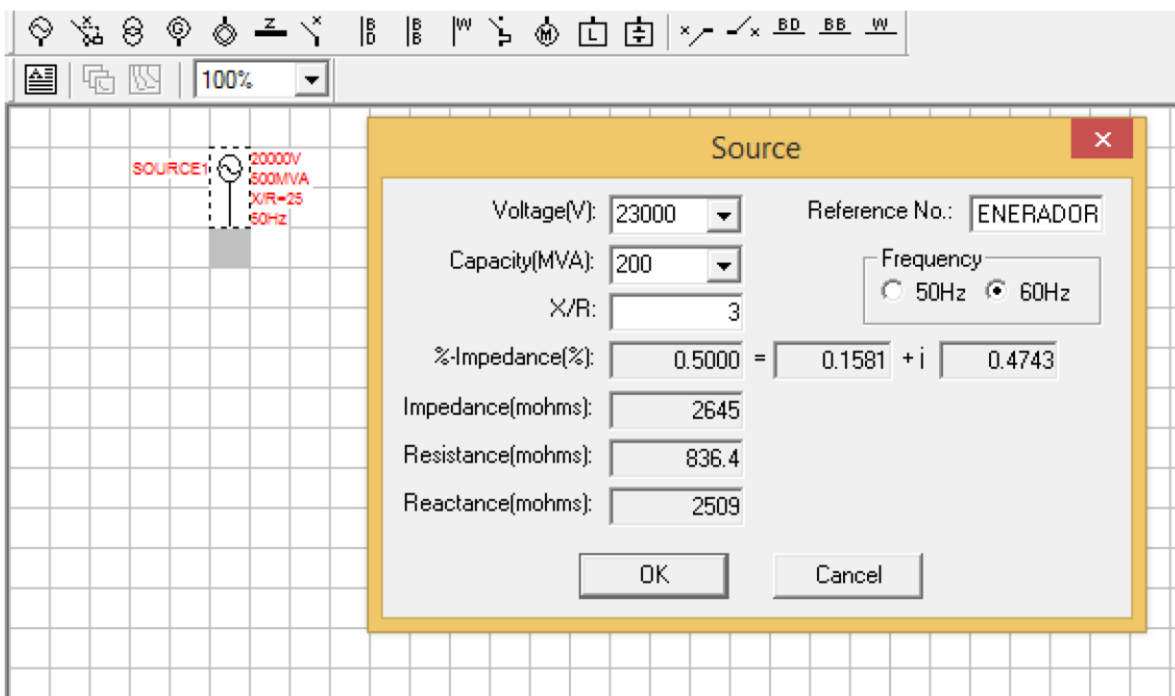 Z
B
D
B
B
W
M
L
BD
BB
W
100%
SOURCE1
20000V
500MVA
X/R=25
50Hz
Source
Voltage(V): 23000
Reference No.: ENERADOR
Capacity(MVA): 200
Frequency
50Hz 60Hz
X/R: 3
%-Impedance(%): 0.5000 = 0.1581 + i 0.4743
Impedance(mohms): 2645
Resistance(mohms): 836.4
Reactance(mohms): 2509
OK Cancel